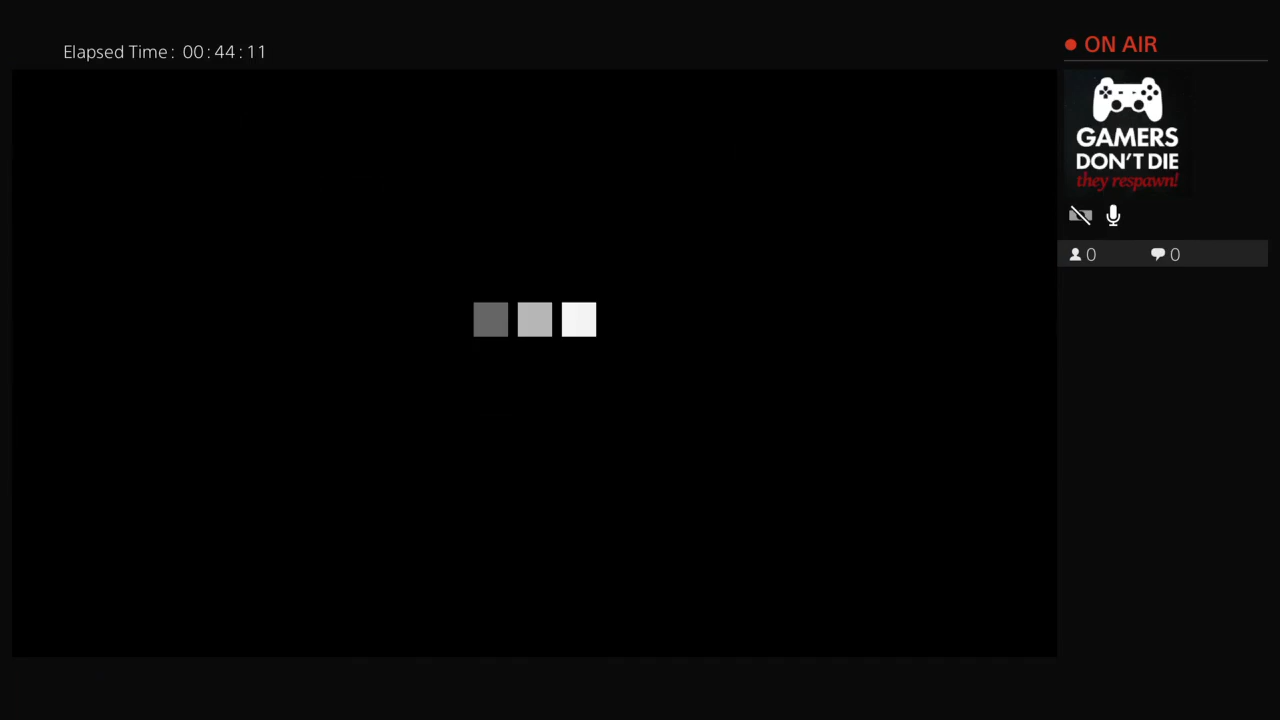 Elapsed Time: 00:44:11
ON AIR
GAMERS
DON'T DIE
they respawn!
0
0